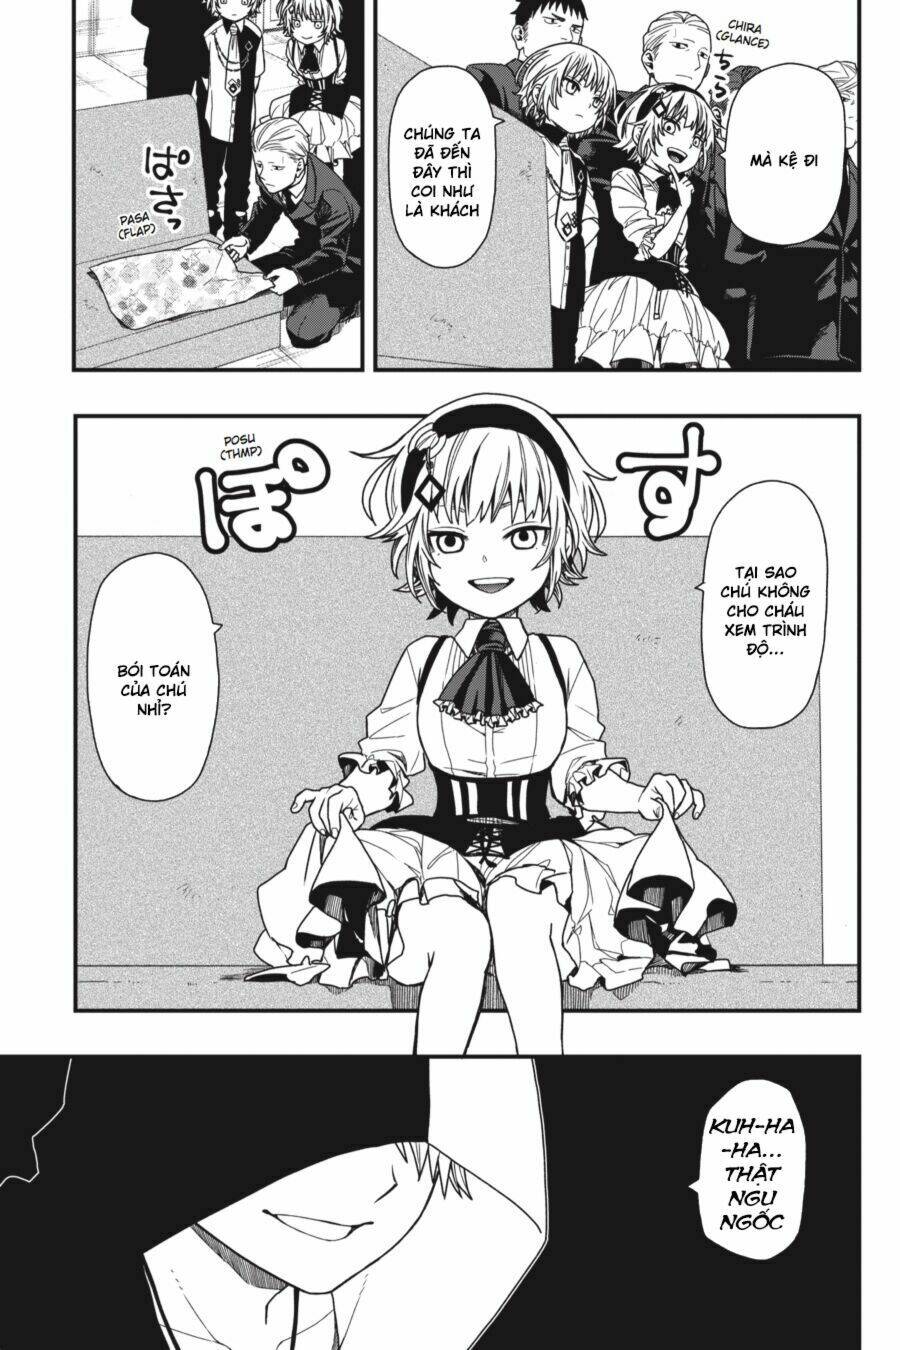 MÀ KỆ ĐI
CHIRA
(GLANCE)
ちら
CHÚNG TA
ĐÃ ĐẾN
ĐÂY THÌ
COI NHƯ
LÀ KHÁCH
ぱさっ
PASA
(FLAP)
TẠI SAO
CHÚ KHÔNG
CHO CHÁU
XEM TRÌNH
ĐỘ...
POSU
(THMP)
ぽす
BÓI TOÁN
CỦA CHÚ
NHỈ?
KUH-HA
-HA...
THẬT
NGU
NGỐC